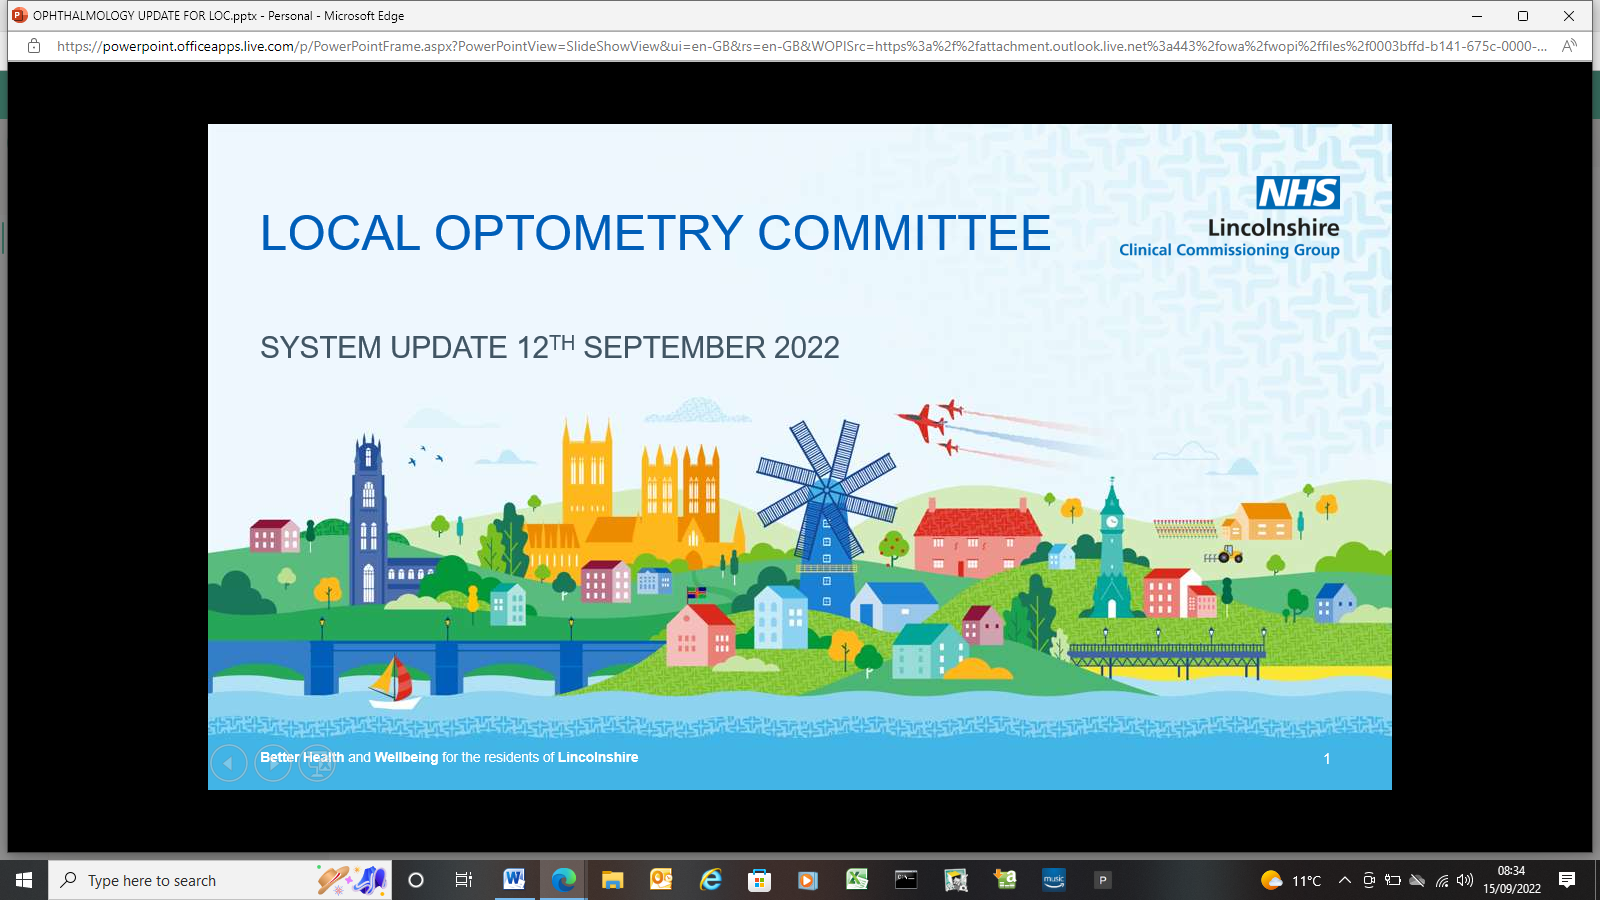 OPHTHALMOLOGY UPDATE FOR LOC.pptx - Personal - Microsoft Edge
https://powerpoint.officeapps.live.com/p/PowerPointFrame.aspx?PowerPointView=SlideShowView&ui=en-GB&rs=en-GB&WOPISrc=https%3a%2f%2fattachment.outlook.live.net%3a443%2fowa%2fwopi%2ffiles%2f0003bffd-b141-675c-0000-...
NHS
Lincolnshire
Clinical Commissioning Group
LOCAL OPTOMETRY COMMITTEE
SYSTEM UPDATE 12TH SEPTEMBER 2022
Better Health and Wellbeing for the residents of Lincolnshire
1
Type here to search
music
P
11°C
08:34
15/09/2022